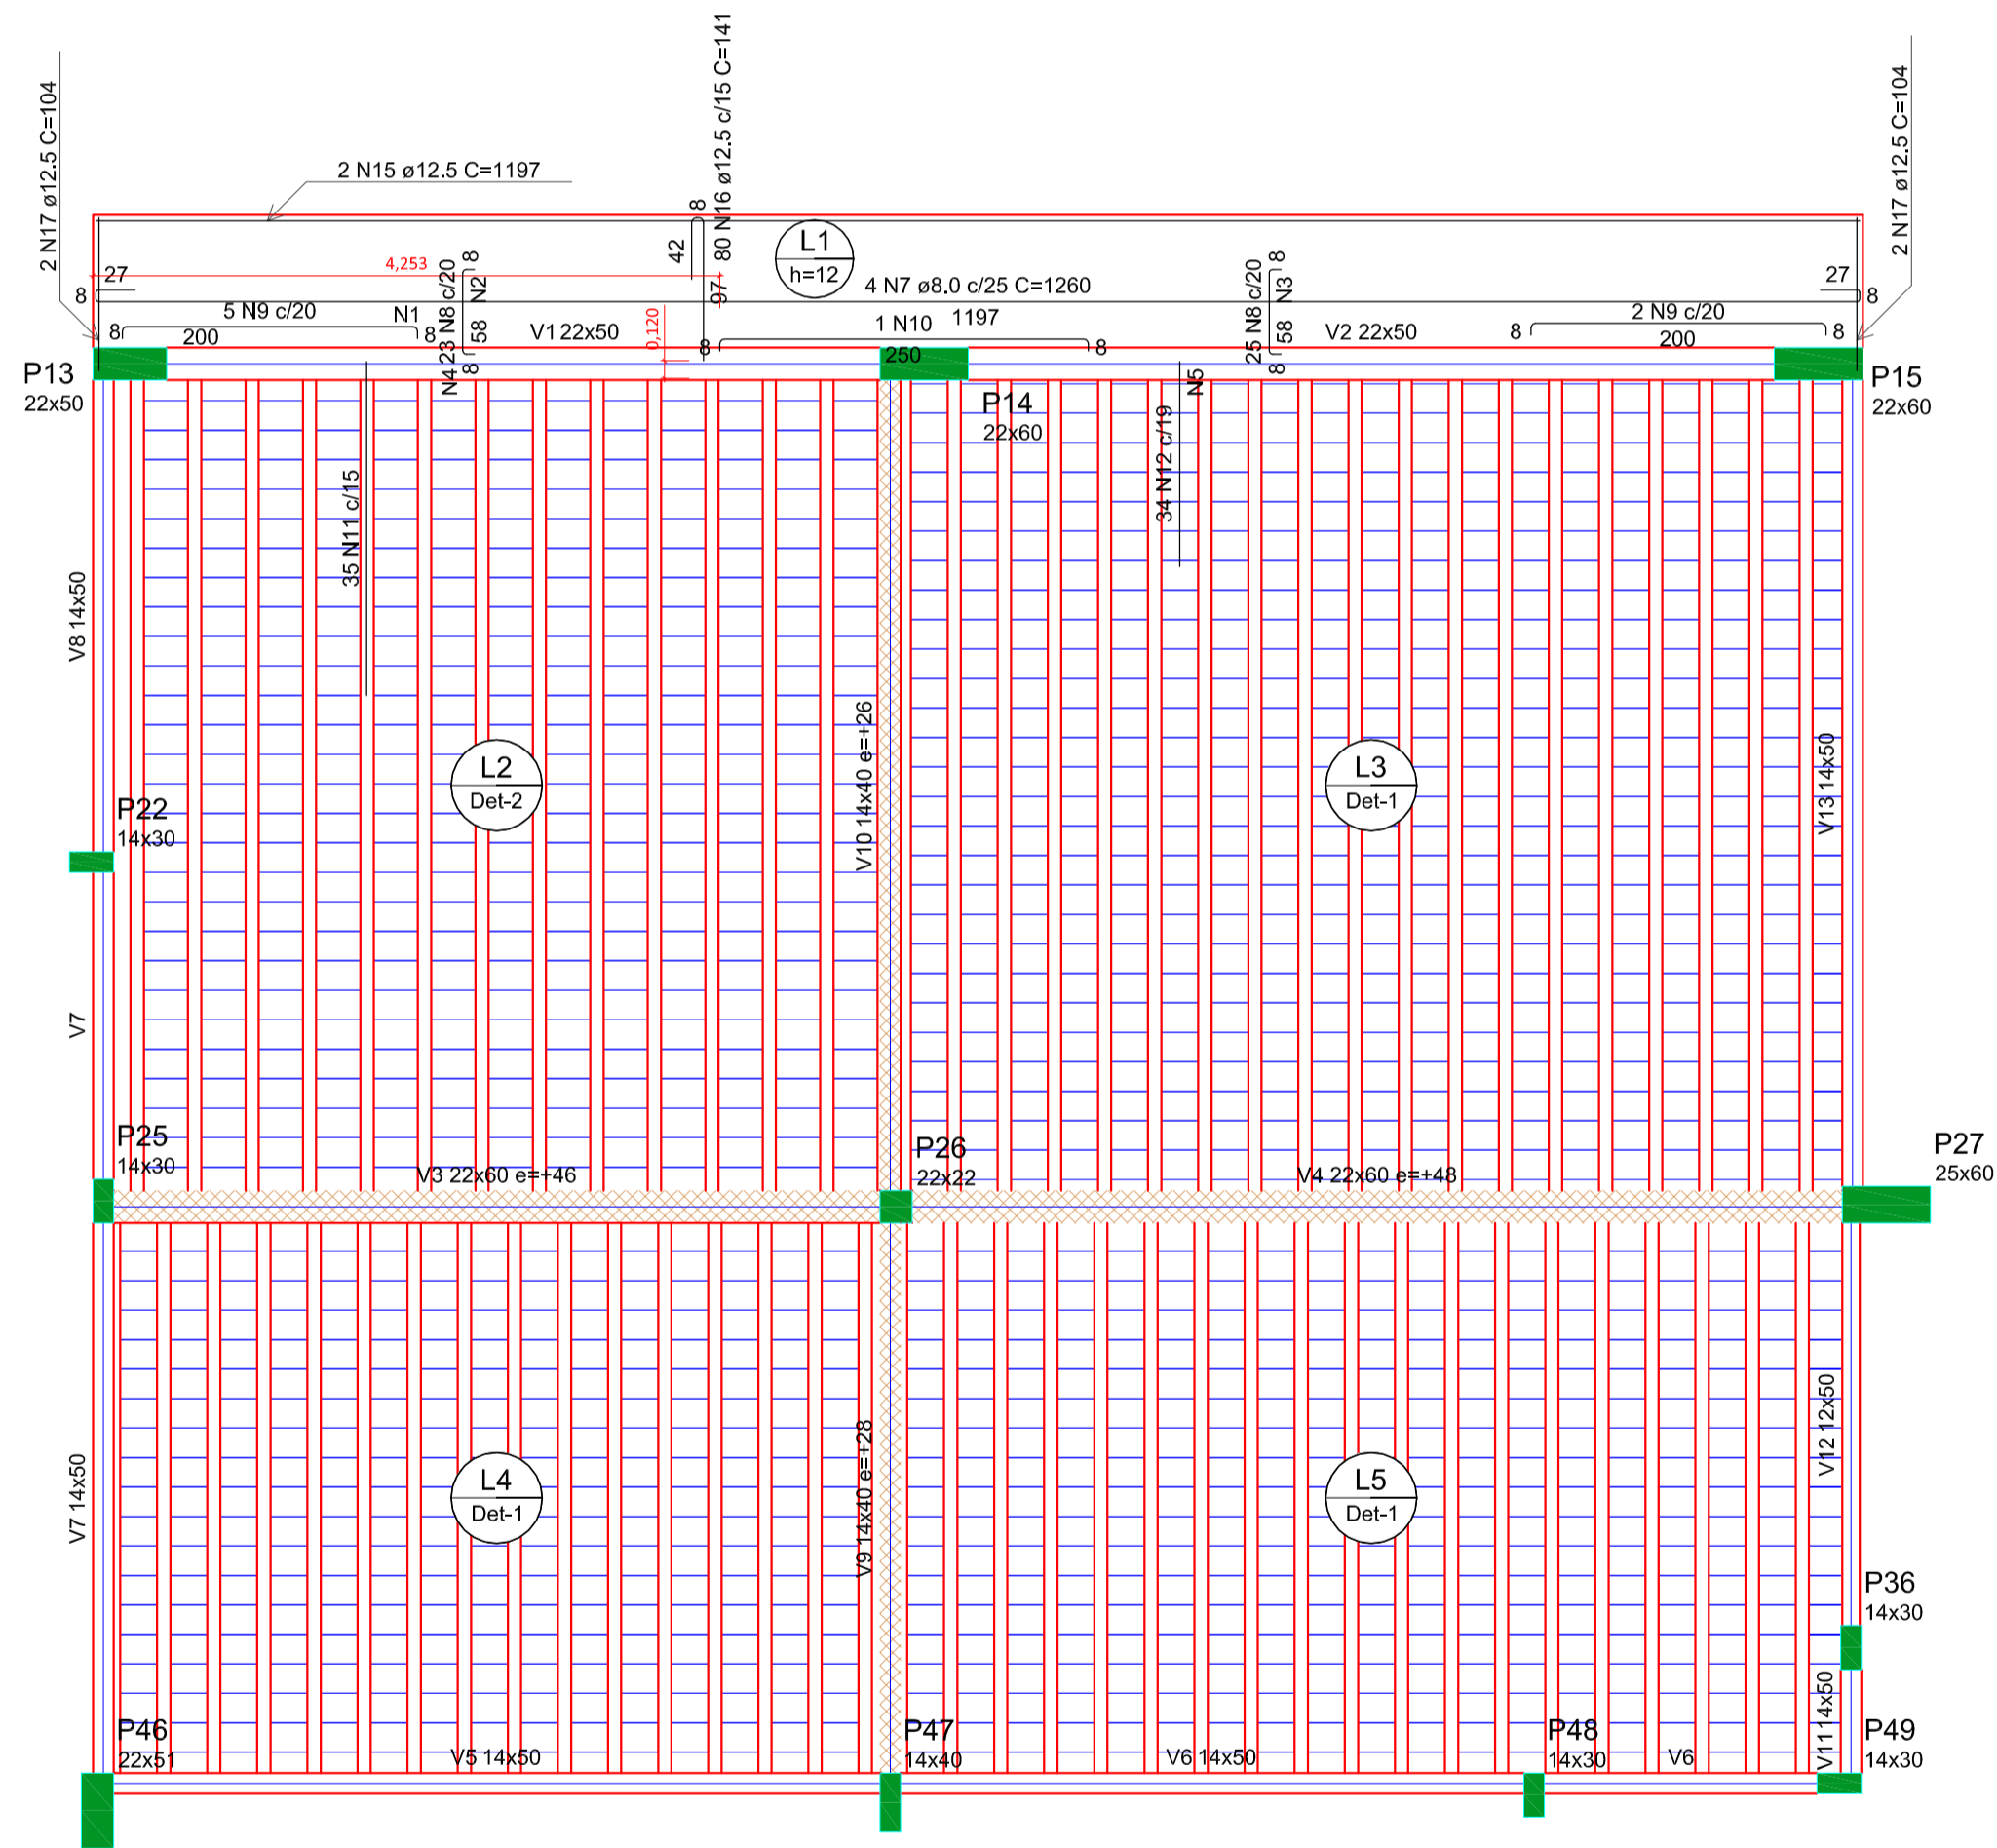 2 N17 ø12.5 C=104
2 N15 ø12.5 C=1197
80 N16 ø12.5 c/15 C=141
2 N17 ø12.5 C=104
8
42
97
L1
h=12
4,253
27
8
27
8
4 N7 ø8.0 c/25 C=1260
1197
5 N9 c/20
N1
8
200
8
N4
23 N8 c/20
8
N2
58
8
V1 22x50
0,120
8
1 N10
250
8
25 N8 c/20
8
N3
58
8
V2 22x50
2 N9 c/20
8
200
8
P13
22x50
P14
22x60
P15
22x60
N5
35 N11 c/15
34 N12 c/19
V8 14x50
L2
Det-2
L3
Det-1
V10 14x40 e=+26
V13 14x50
P22
14x30
V7
P25
14x30
V3 22x60 e=+46
P26
22x22
V4 22x60 e=+48
P27
25x60
V7 14x50
L4
Det-1
V9 14x40 e=+28
L5
Det-1
V12 12x50
P36
14x30
V11 14x50
P46
22x51
V5 14x50
P47
14x40
V6 14x50
P48
14x30
V6
P49
14x30